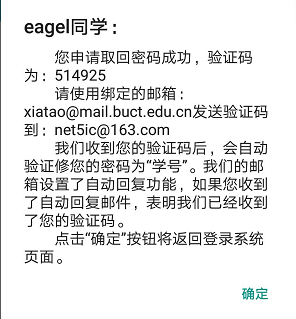 eagel同学：
您申请取回密码成功，验证码
为：514925
请使用绑定的邮箱：
xiatao@mail.buct.edu.cn发送验证码
到：net5ic@163.com
我们收到您的验证码后，会自动
验证修您的密码为“学号”。我们的邮
箱设置了自动回复功能，如果您收到
了自动回复邮件，表明我们已经收到
了您的验证码。
点击“确定”按钮将返回登录系统
页面。
确定